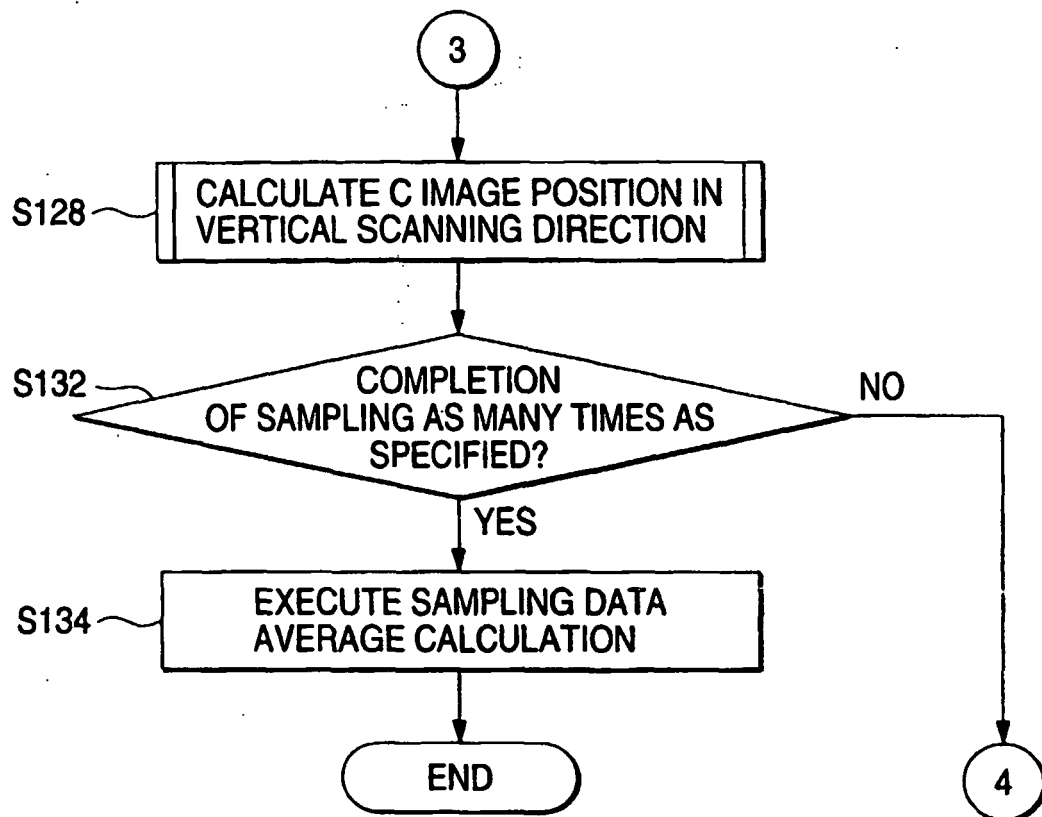 3
S128
CALCULATE C IMAGE POSITION IN
VERTICAL SCANNING DIRECTION
S132
COMPLETION
OF SAMPLING AS MANY TIMES AS
SPECIFIED?
NO
YES
S134
EXECUTE SAMPLING DATA
AVERAGE CALCULATION
END
4